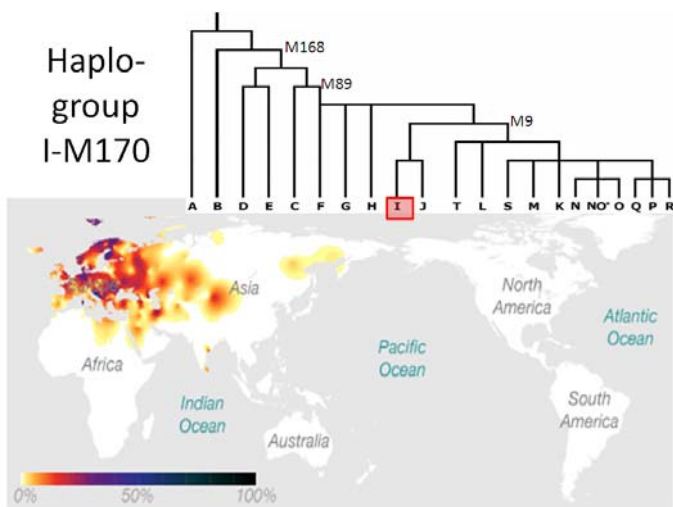 Haplo-
group
I-M170
M168
M89
M9
A B D E C F G H I J T L S M K N NO* O Q P R
Asia
North
America
Atlantic
Ocean
Africa
Pacific
Ocean
Indian
Ocean
South
America
Australia
0% 50% 100%